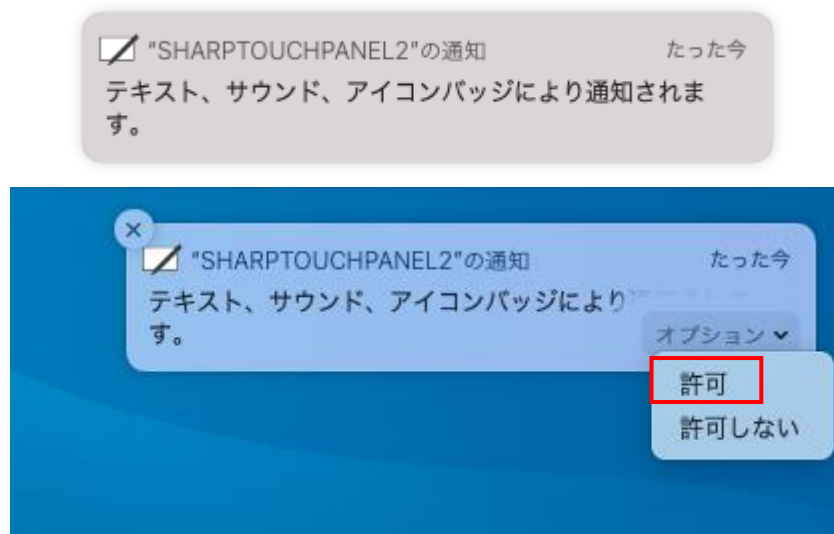 "SHARPTOUCHPANEL2"の通知 たった今
テキスト、サウンド、アイコンバッジにより通知されま
す。
"SHARPTOUCHPANEL2"の通知 たった今
テキスト、サウンド、アイコンバッジにより
す。
オプション
許可
許可しない